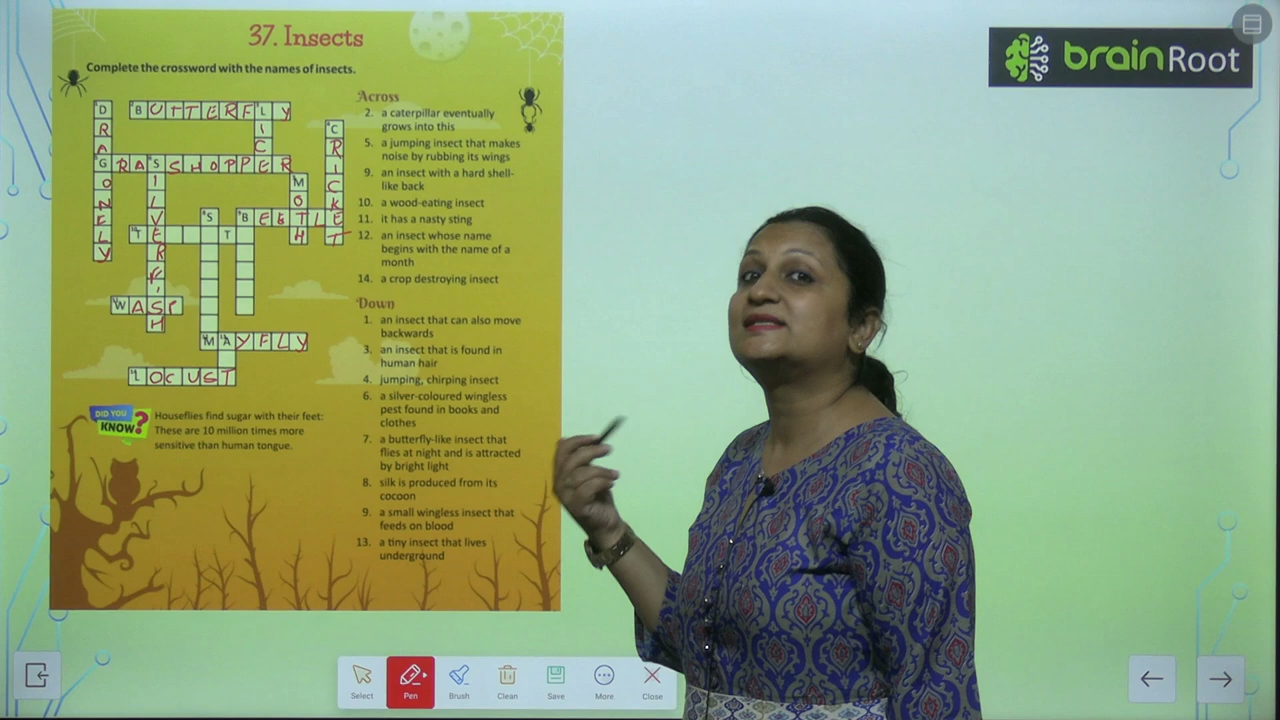 brainRoot
37. Insects
Complete the crossword with the names of insects.
D
BUTTERFLY
R
I
C
A
C
R
GRASSHOPPER
I
O
I
M
C
N
L
O
K
E
V
S
BEETLE
L
T
E
T
H
T
Y
R
F
I
WASP
H
MAYFLY
LOCUST
DID YOU KNOW?
Houseflies find sugar with their feet:
These are 10 million times more
sensitive than human tongue.
Across
2. a caterpillar eventually
grows into this
5. a jumping insect that makes
noise by rubbing its wings
9. an insect with a hard shell-
like back
10. a wood-eating insect
11. it has a nasty sting
12. an insect whose name
begins with the name of a
month
14. a crop destroying insect
Down
1. an insect that can also move
backwards
3. an insect that is found in
human hair
4. jumping, chirping insect
6. a silver-coloured wingless
pest found in books and
clothes
7. a butterfly-like insect that
flies at night and is attracted
by bright light
8. silk is produced from its
cocoon
9. a small wingless insect that
feeds on blood
13. a tiny insect that lives
underground
Select
Pen
Brush
Clean
Save
More
Close